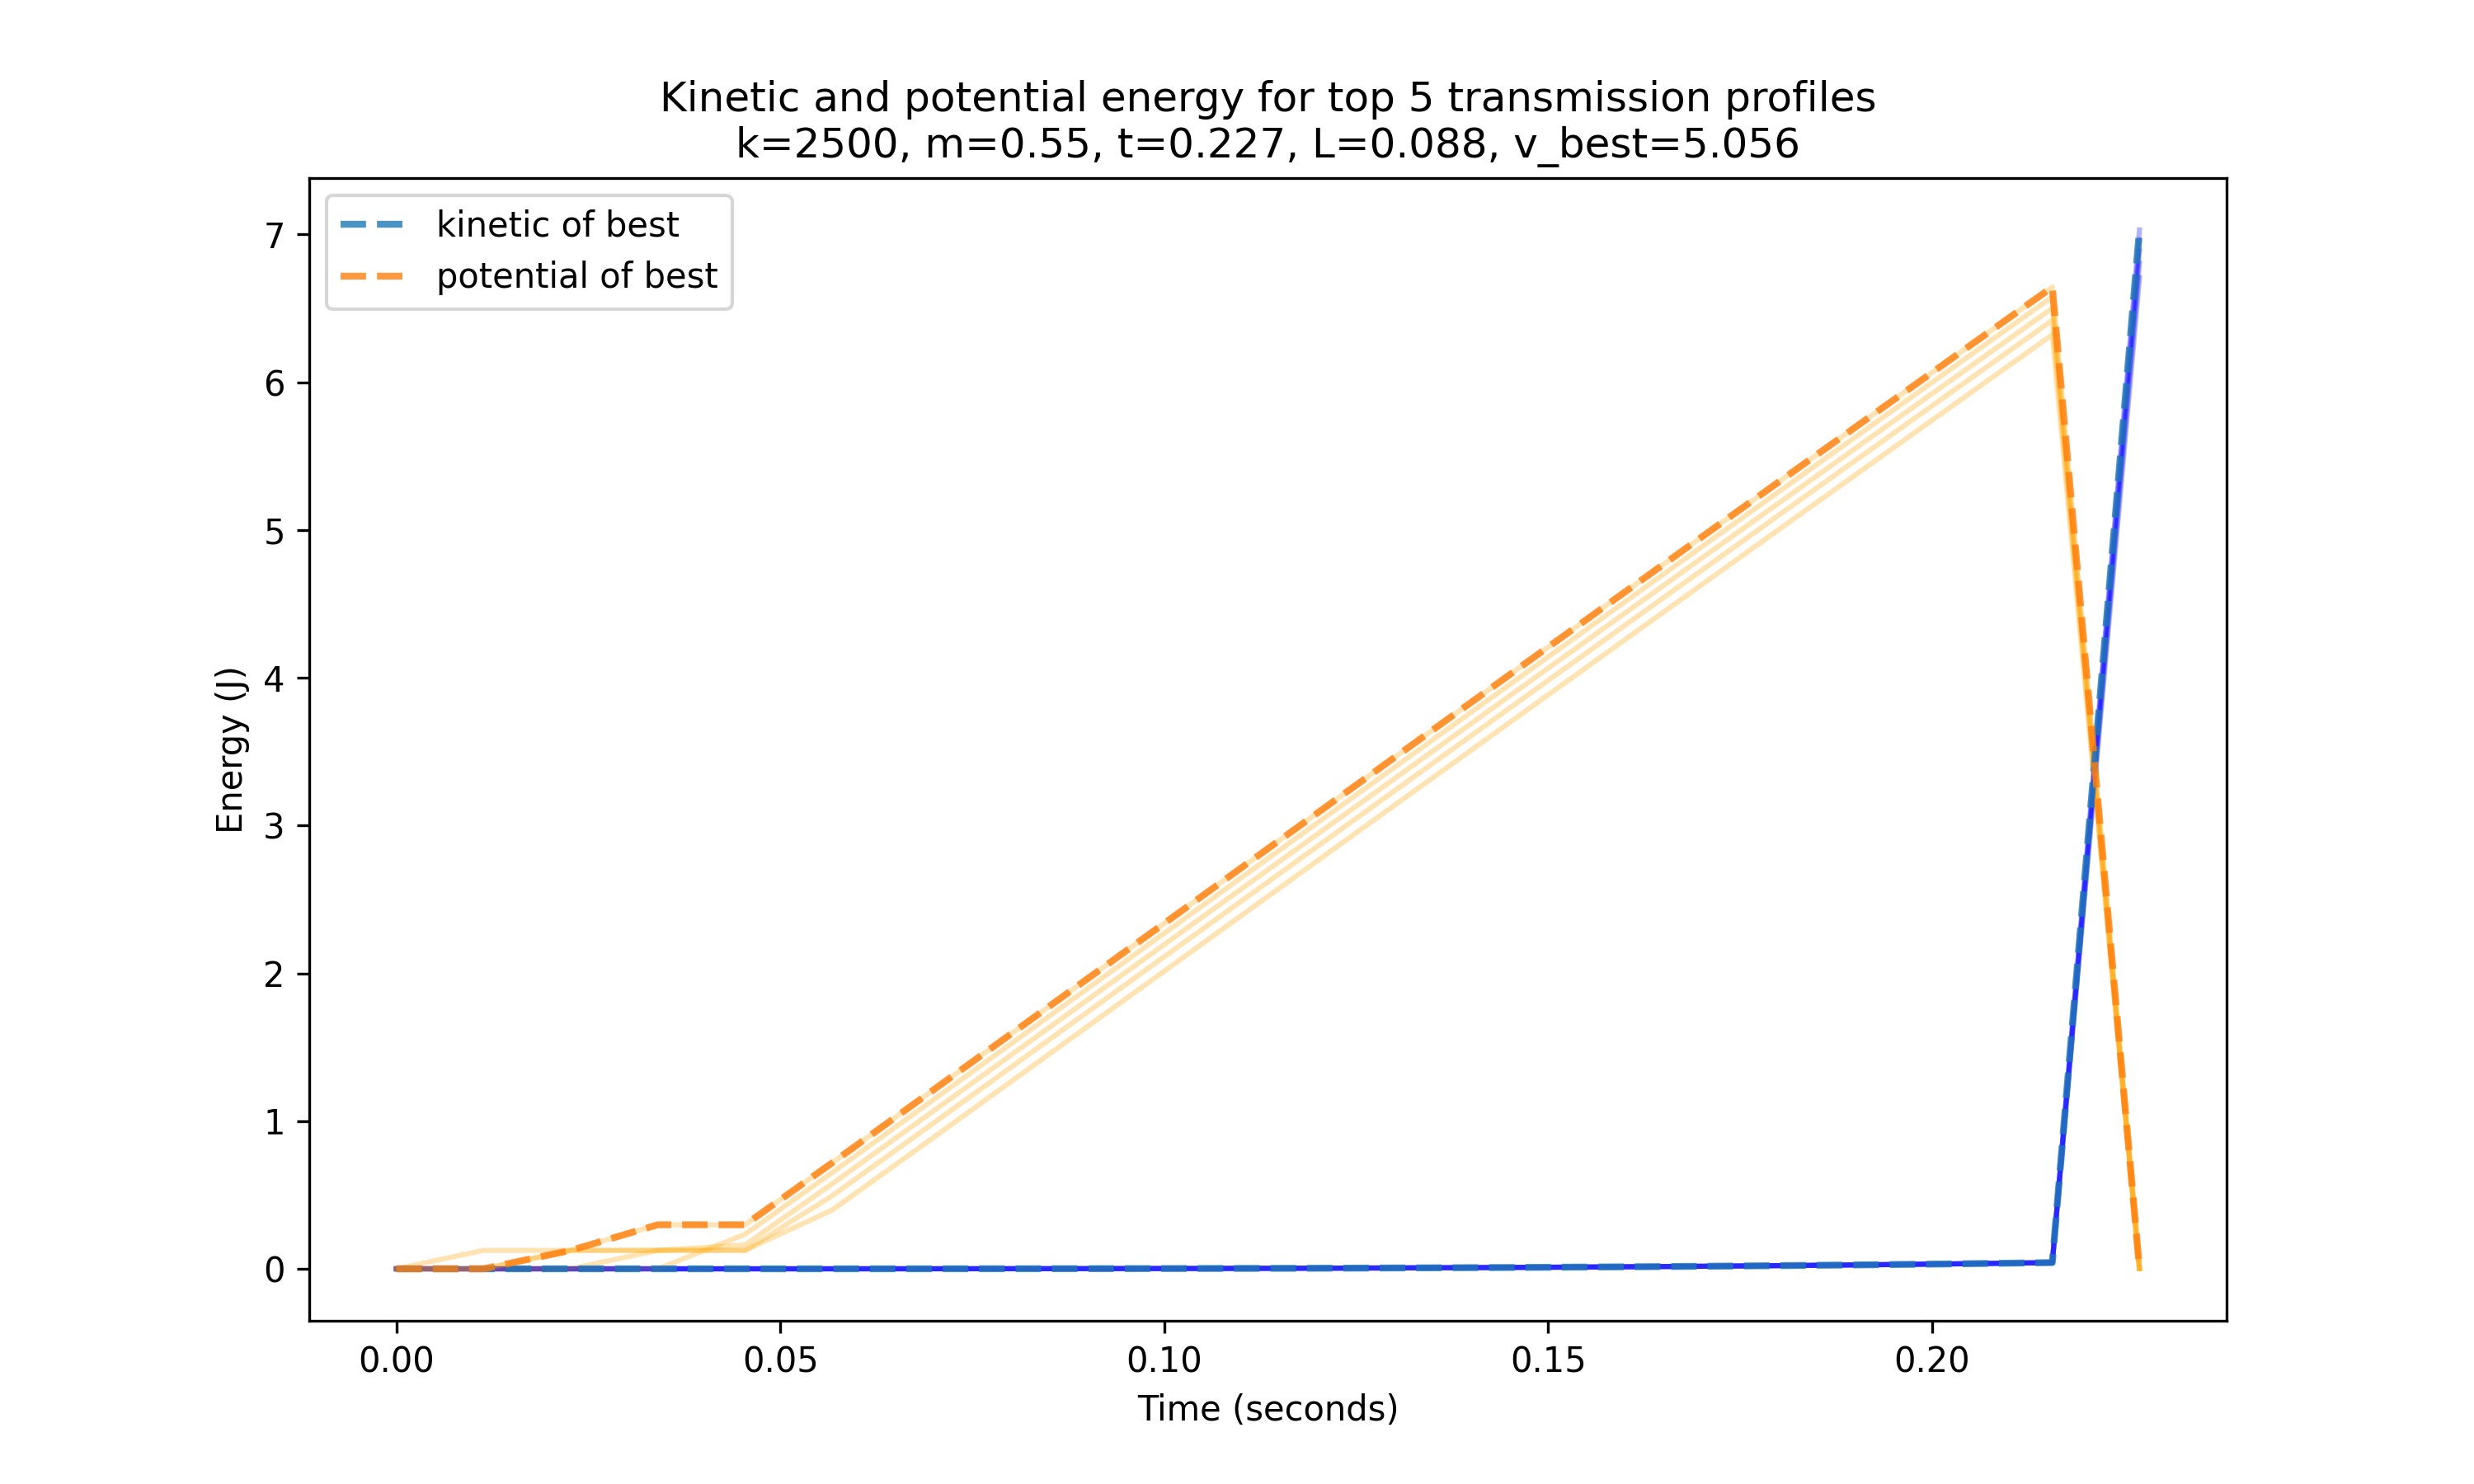 Kinetic and potential energy for top 5 transmission profiles
k=2500, m=0.55, t=0.227, L=0.088, v_best=5.056
kinetic of best
potential of best
7
6
5
4
3
2
1
0
Energy (J)
0.00 0.05 0.10 0.15 0.20
Time (seconds)